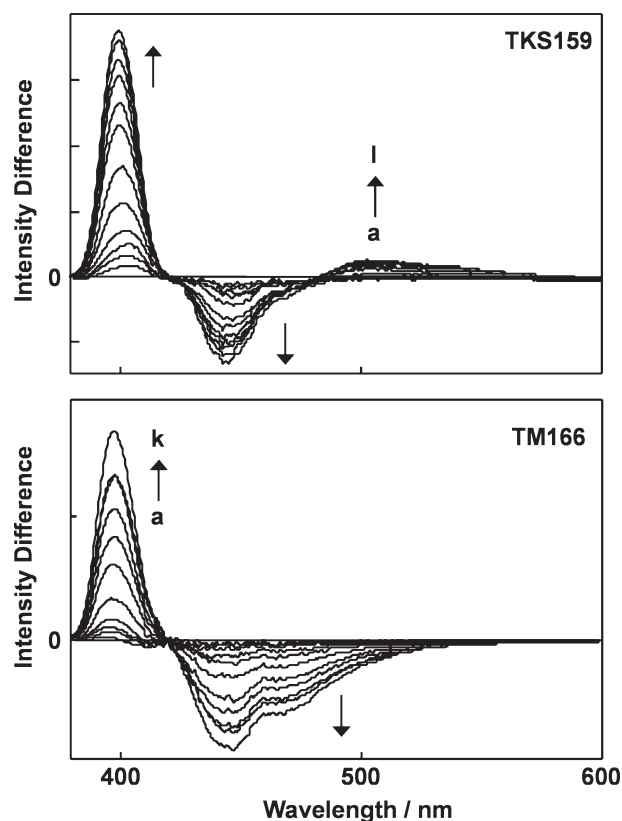 TKS159
Intensity Difference
l
a
0
TM166
Intensity Difference
k
a
0
400
500
600
Wavelength / nm